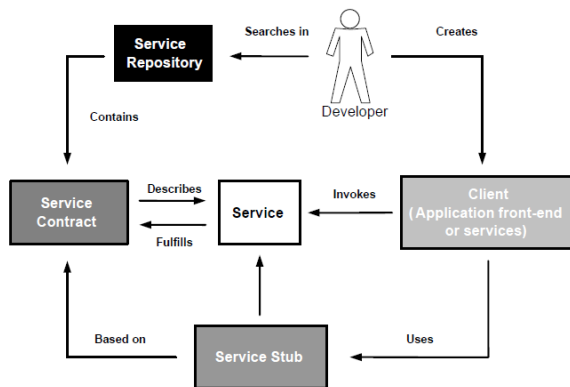 Searches in
Creates
Service
Repository
Developer
Contains
Service
Contract
Describes
Fulfills
Service
Invokes
Client
(Application front-end
or services)
Based on
Service Stub
Uses